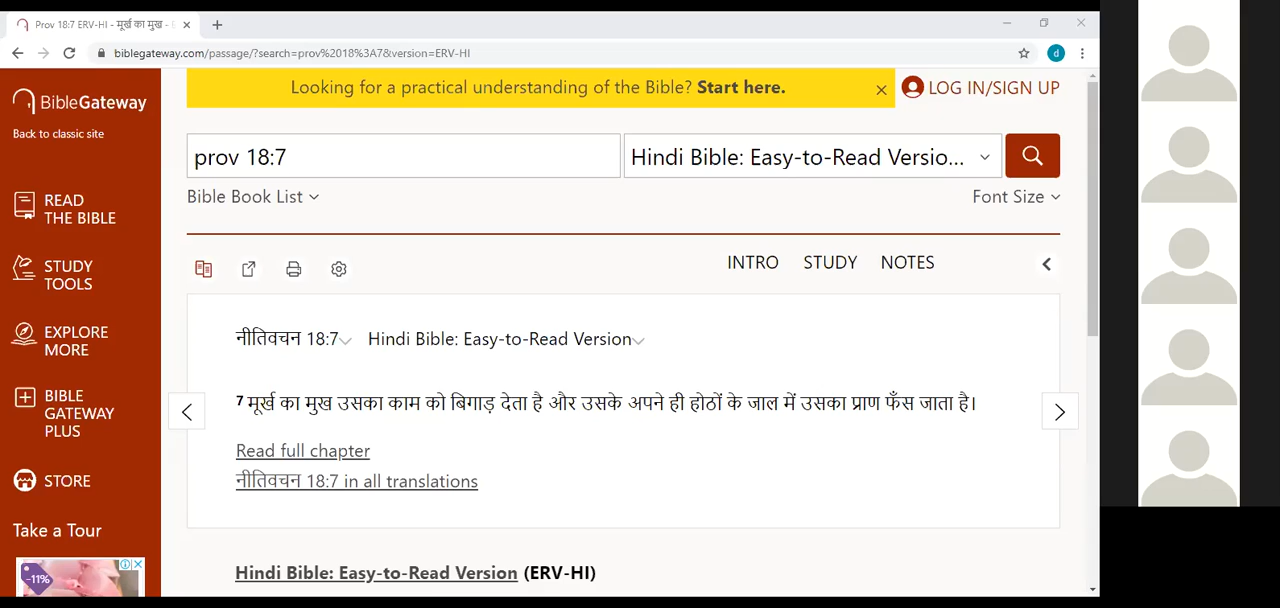 Prov 18:7 ERV-HI - मूर्ख का मुख -
biblegateway.com/passage/?search=prov%2018%3A7&version=ERV-HI
d
BibleGateway
Back to classic site
READ
THE BIBLE
STUDY
TOOLS
EXPLORE
MORE
BIBLE
GATEWAY
PLUS
STORE
Take a Tour
-11%
Looking for a practical understanding of the Bible? Start here.
LOG IN/SIGN UP
prov 18:7
Hindi Bible: Easy-to-Read Versio...
Bible Book List
Font Size
INTRO STUDY NOTES
नीतिवचन 18:7 Hindi Bible: Easy-to-Read Version
7 मूर्ख का मुख उसका काम को बिगाड़ देता है और उसके अपने ही होठों के जाल में उसका प्राण फँस जाता है।
Read full chapter
नीतिवचन 18:7 in all translations
Hindi Bible: Easy-to-Read Version (ERV-HI)